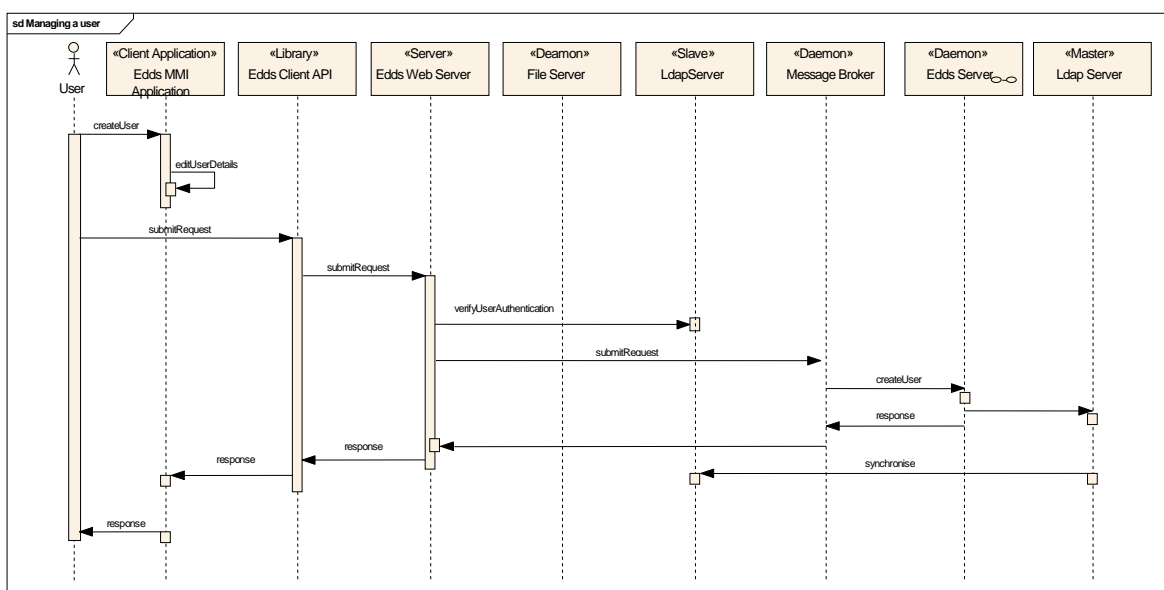 sd Managing a user
«Client Application»
Edds MMI
Application
«Library»
Edds Client API
«Server»
Edds Web Server
«Deamon»
File Server
«Slave»
LdapServer
«Daemon»
Message Broker
«Daemon»
Edds Server
«Master»
Ldap Server
User
createUser
editUserDetails
submitRequest
submitRequest
verifyUserAuthentication
submitRequest
createUser
response
response
response
synchronise
response